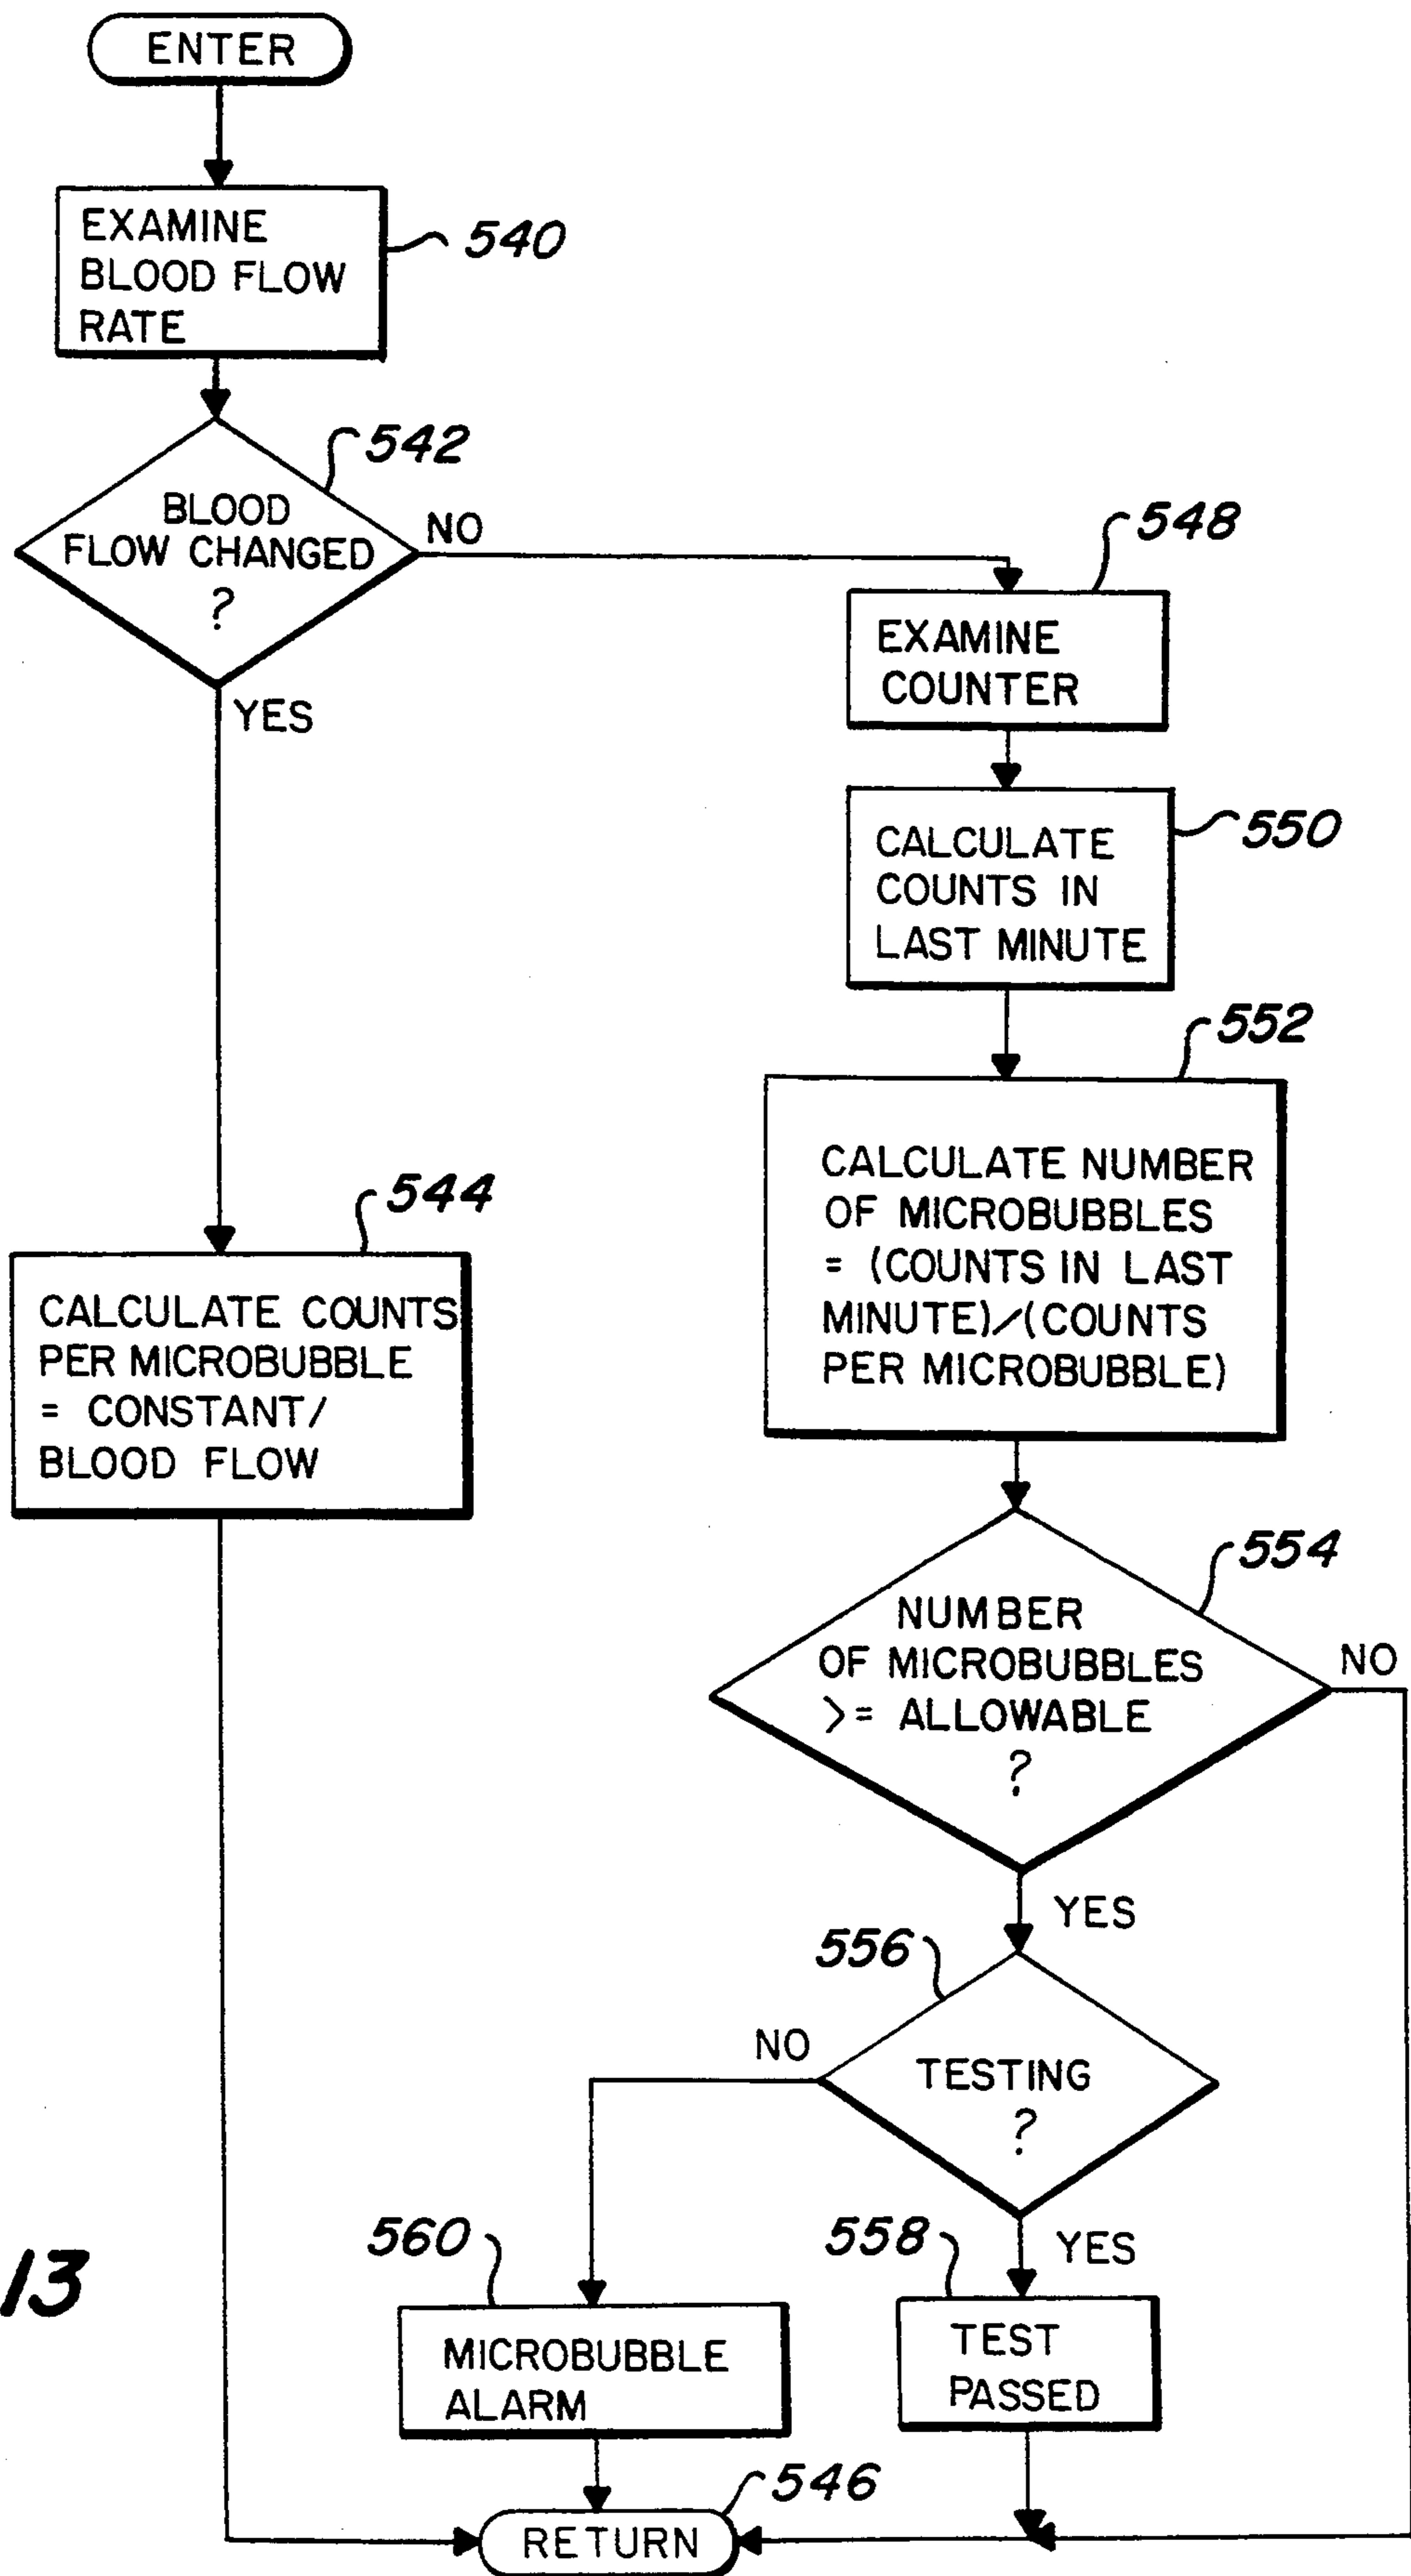 ENTER
EXAMINE
BLOOD FLOW
RATE
540
542
BLOOD
FLOW CHANGED
?
NO
YES
548
EXAMINE
COUNTER
550
CALCULATE
COUNTS IN
LAST MINUTE
552
CALCULATE NUMBER
OF MICROBUBBLES
= (COUNTS IN LAST
MINUTE)/(COUNTS
PER MICROBUBBLE)
544
CALCULATE COUNTS
PER MICROBUBBLE
= CONSTANT/
BLOOD FLOW
554
NUMBER
OF MICROBUBBLES
>= ALLOWABLE
?
NO
YES
556
TESTING
?
NO
YES
560
MICROBUBBLE
ALARM
558
TEST
PASSED
546
RETURN
13